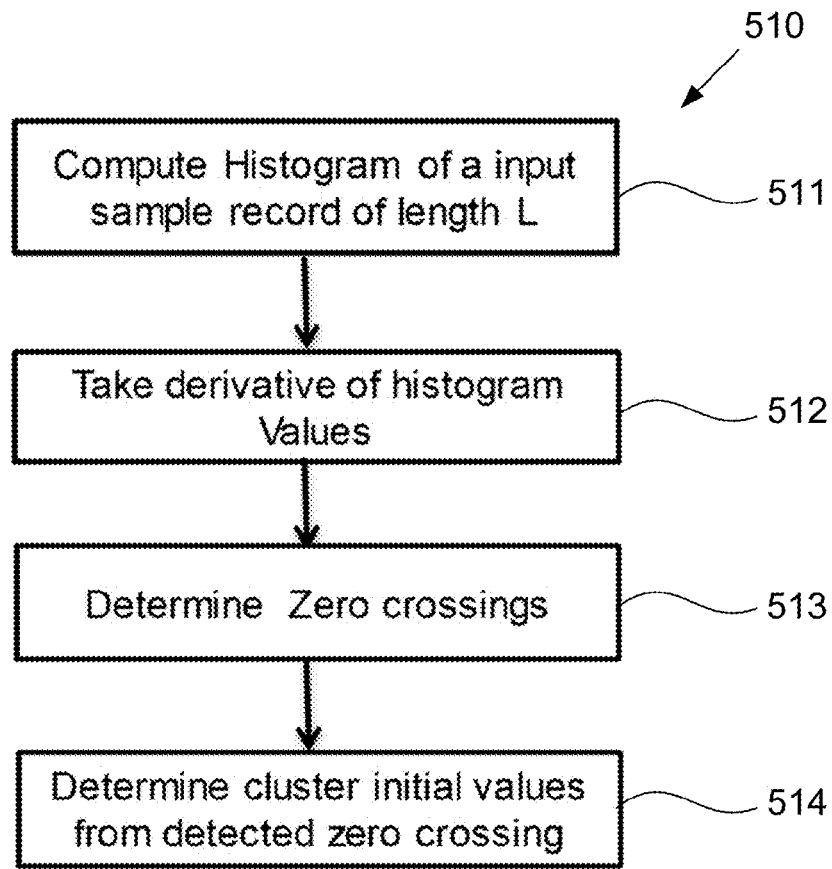 510
Compute Histogram of a input
sample record of length L
511
Take derivative of histogram
Values
512
Determine Zero crossings
513
Determine cluster initial values
from detected zero crossing
514